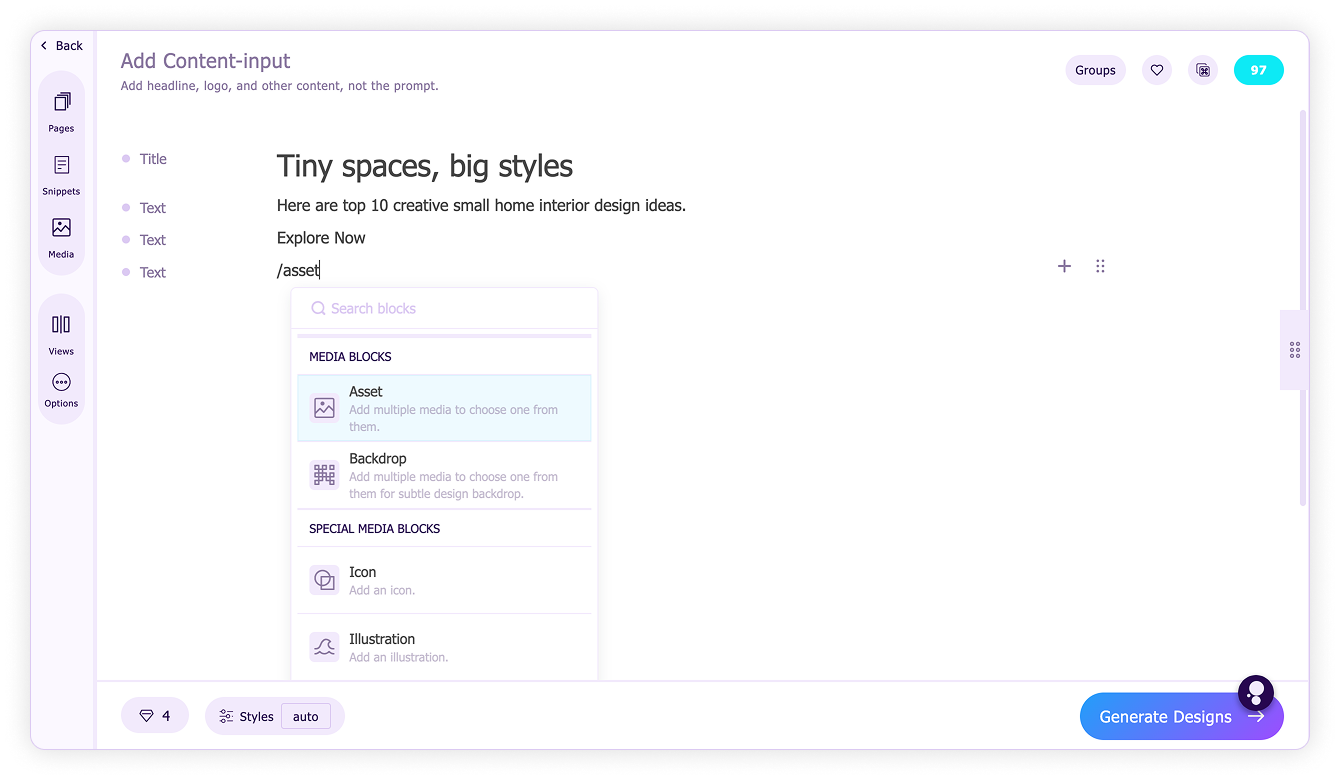 Back
Pages
Snippets
Media
Views
Options
Add Content-input
Add headline, logo, and other content, not the prompt.
Groups
97
Title
Tiny spaces, big styles
Text
Here are top 10 creative small home interior design ideas.
Text
Explore Now
Text
/asset
Search blocks
MEDIA BLOCKS
Asset
Add multiple media to choose one from
them.
Backdrop
Add multiple media to choose one from
them for subtle design backdrop.
SPECIAL MEDIA BLOCKS
Icon
Add an icon.
Illustration
Add an illustration.
4
Styles
auto
Generate Designs